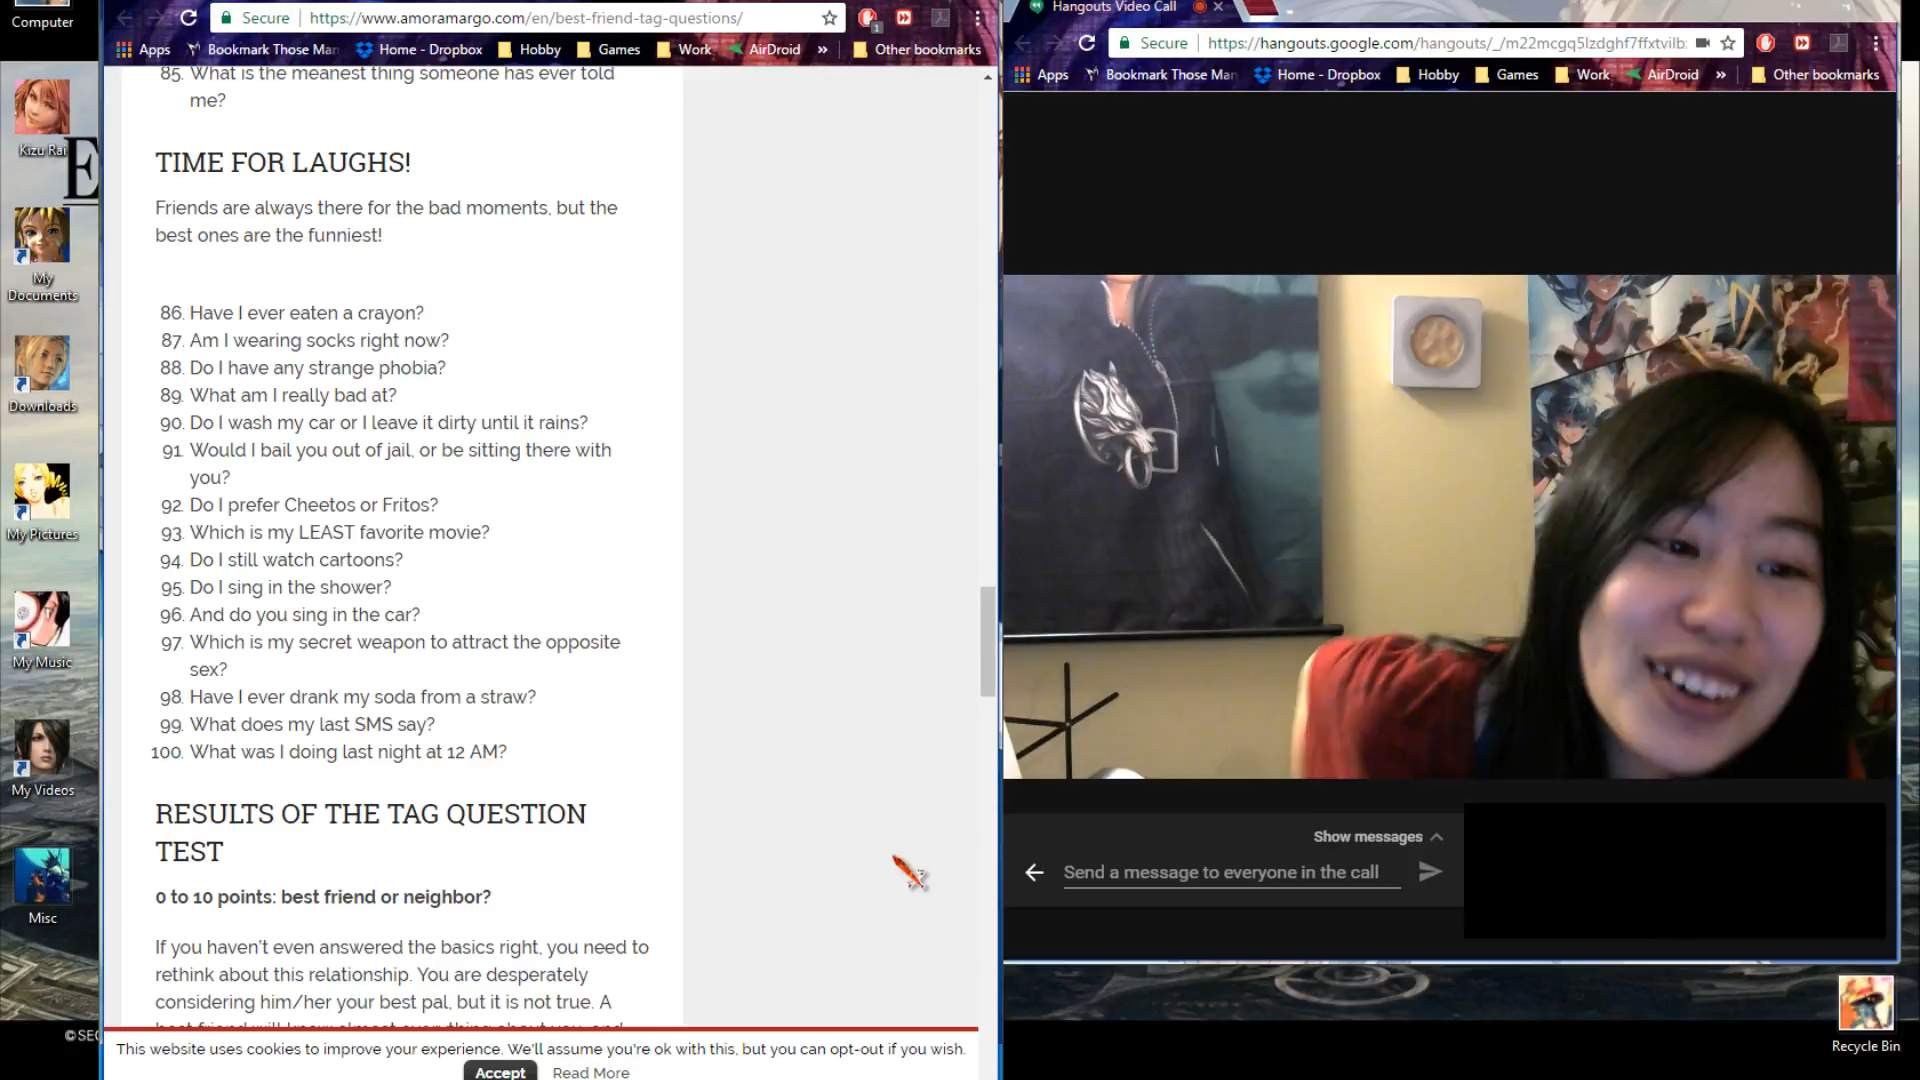 Computer
Secure
https://www.amoramargo.com/en/best-friend-tag-questions/
1
Apps
Bookmark Those Man
Home - Dropbox
Hobby
Games
Work
AirDroid
»
Other bookmarks
85. What is the meanest thing someone has ever told
me?
TIME FOR LAUGHS!
Friends are always there for the bad moments, but the
best ones are the funniest!
86. Have I ever eaten a crayon?
87. Am I wearing socks right now?
88. Do I have any strange phobia?
89. What am I really bad at?
90. Do I wash my car or I leave it dirty until it rains?
91. Would I bail you out of jail, or be sitting there with
you?
92. Do I prefer Cheetos or Fritos?
93. Which is my LEAST favorite movie?
94. Do I still watch cartoons?
95. Do I sing in the shower?
96. And do you sing in the car?
97. Which is my secret weapon to attract the opposite
sex?
98. Have I ever drank my soda from a straw?
99. What does my last SMS say?
100. What was I doing last night at 12 AM?
RESULTS OF THE TAG QUESTION
TEST
0 to 10 points: best friend or neighbor?
If you haven't even answered the basics right, you need to
rethink about this relationship. You are desperately
considering him/her your best pal, but it is not true. A
This website uses cookies to improve your experience. We'll assume you're ok with this, but you can opt-out if you wish.
Accept
Read More
Hangouts Video Call
Secure
https://hangouts.google.com/hangouts/_/m22mcgq5lzdghf7ffxtvilb
Apps
Bookmark Those Man
Home - Dropbox
Hobby
Games
Work
AirDroid
»
Other bookmarks
Show messages
Send a message to everyone in the call
Kizu Rai
E
My
Documents
Downloads
My Pictures
My Music
My Videos
Misc
©SE
Recycle Bin